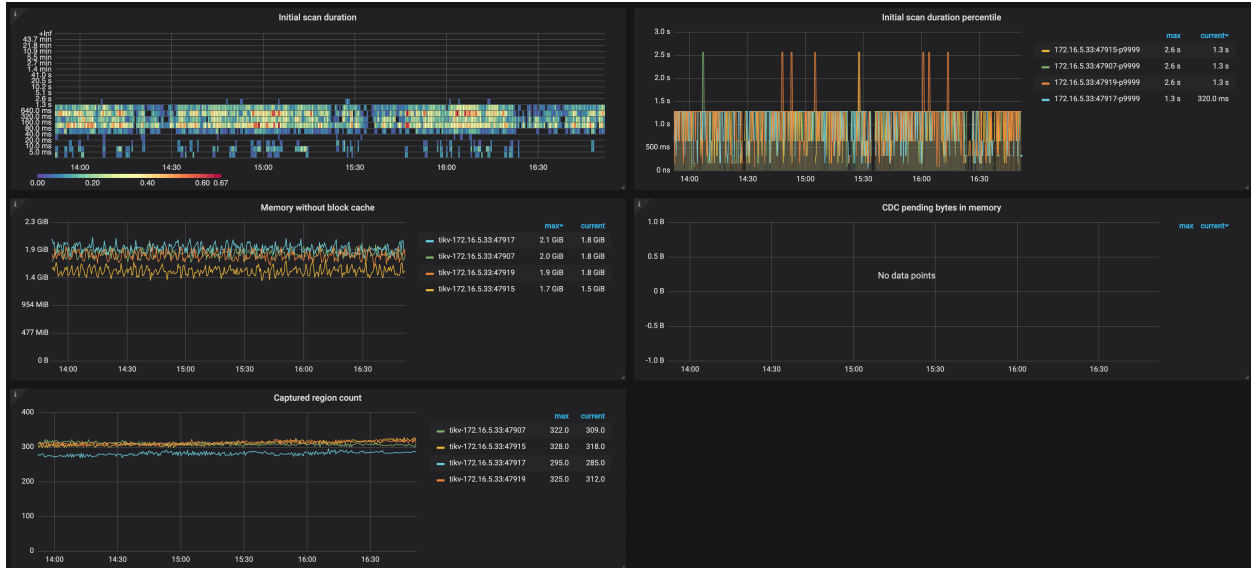 Initial scan duration
+Inf
43.7 min
21.8 min
10.9 min
5.5 min
2.7 min
1.4 min
41.0 s
20.5 s
10.2 s
5.1 s
2.6 s
1.3 s
640.0 ms
320.0 ms
160.0 ms
80.0 ms
40.0 ms
20.0 ms
10.0 ms
5.0 ms
14:00 14:30 15:00 15:30 16:00 16:30
0.00 0.20 0.40 0.60 0.67
Initial scan duration percentile
3.0 s
2.5 s
2.0 s
1.5 s
1.0 s
500 ms
0 ns
14:00 14:30 15:00 15:30 16:00 16:30
max current
172.16.5.33:47915-p9999 2.6 s 1.3 s
172.16.5.33:47907-p9999 2.6 s 1.3 s
172.16.5.33:47919-p9999 2.6 s 1.3 s
172.16.5.33:47917-p9999 1.3 s 320.0 ms
Memory without block cache
2.3 GiB
1.9 GiB
1.4 GiB
954 MiB
477 MiB
0 B
14:00 14:30 15:00 15:30 16:00 16:30
max current
tikv-172.16.5.33:47917 2.1 GiB 1.8 GiB
tikv-172.16.5.33:47907 2.0 GiB 1.8 GiB
tikv-172.16.5.33:47919 1.9 GiB 1.8 GiB
tikv-172.16.5.33:47915 1.7 GiB 1.5 GiB
CDC pending bytes in memory
1.0 B
0.5 B
0 B
-0.5 B
-1.0 B
No data points
14:00 14:30 15:00 15:30 16:00 16:30
max current
Captured region count
400
300
200
100
0
14:00 14:30 15:00 15:30 16:00 16:30
max current
tikv-172.16.5.33:47907 322.0 309.0
tikv-172.16.5.33:47915 328.0 318.0
tikv-172.16.5.33:47917 295.0 285.0
tikv-172.16.5.33:47919 325.0 312.0